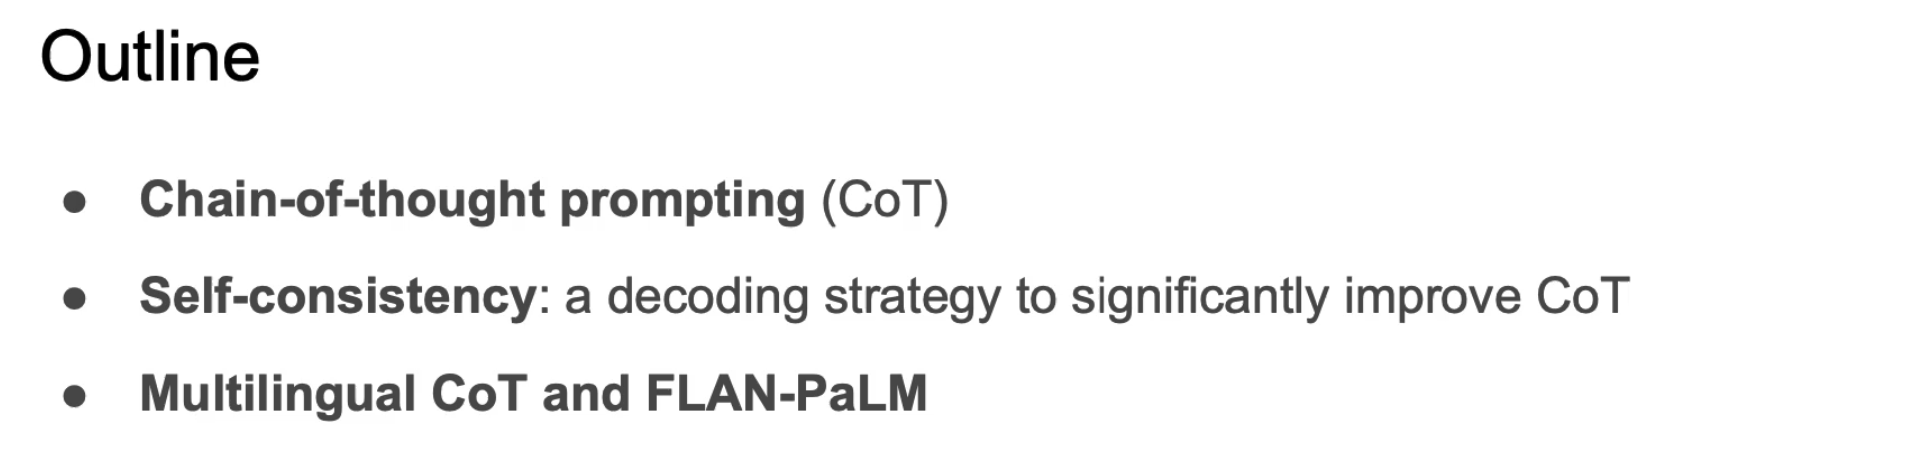 Outline
● Chain-of-thought prompting (CoT)
● Self-consistency: a decoding strategy to significantly improve CoT
● Multilingual CoT and FLAN-PaLM